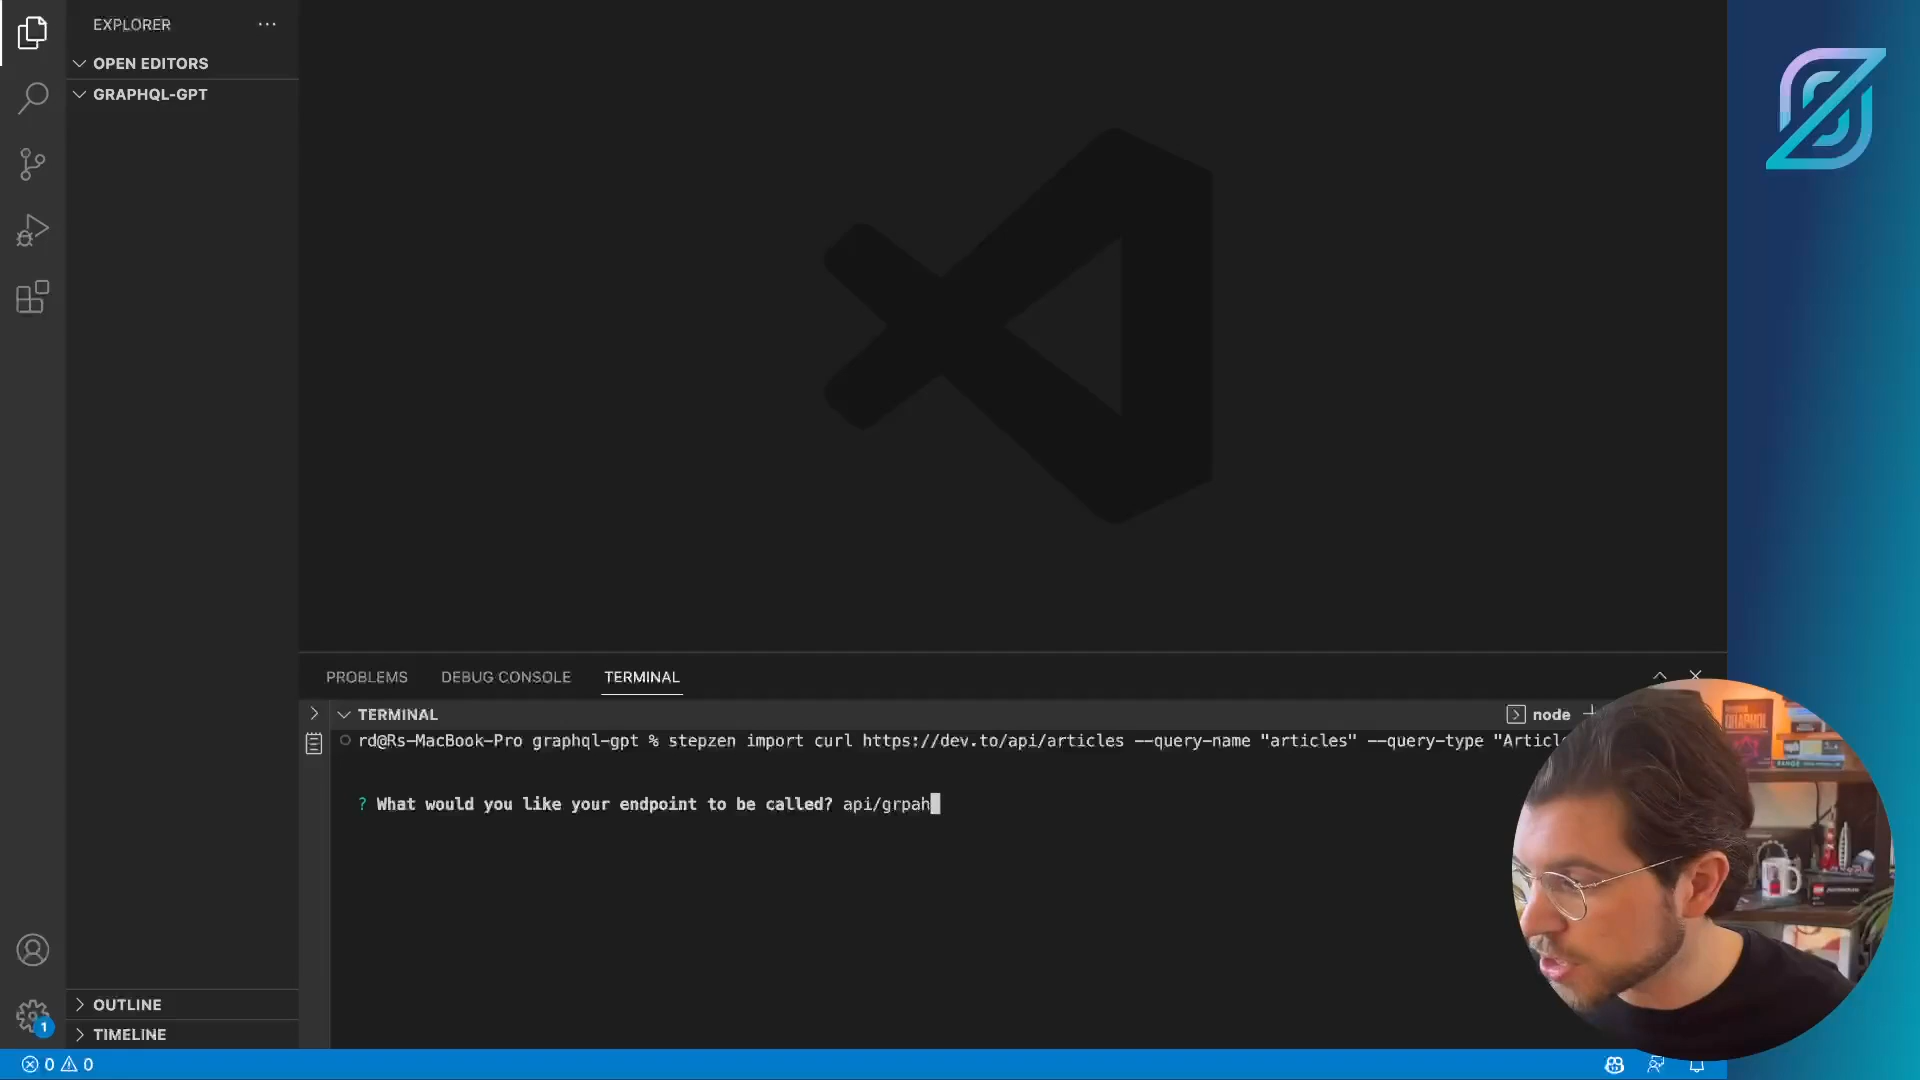 EXPLORER
OPEN EDITORS
GRAPHQL-GPT
PROBLEMS
DEBUG CONSOLE
TERMINAL
TERMINAL
node
rd@Rs-MacBook-Pro graphql-gpt % stepzen import curl https://dev.to/api/articles --query-name "articles" --query-type "Article
? What would you like your endpoint to be called? api/grpah
OUTLINE
1
TIMELINE
0
0